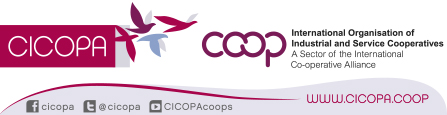 CICOPA
coop
International Organisation of
Industrial and Service Cooperatives
A Sector of the International
Co-operative Alliance
cicopa @cicopa CICOPAcoops
WWW.CICOPA.COOP